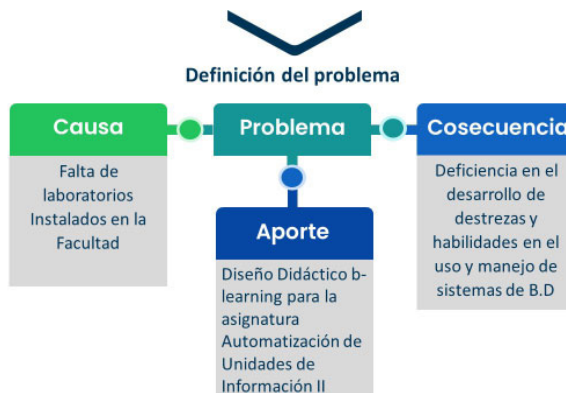 Definición del problema
Causa
Falta de
laboratorios
Instalados en la
Facultad
Problema
Cosecuencia
Deficiencia en el
desarrollo de
destrezas y
habilidades en el
uso y manejo de
sistemas de B.D
Aporte
Diseño Didáctico b-
learning para la
asignatura
Automatización de
Unidades de
Información II